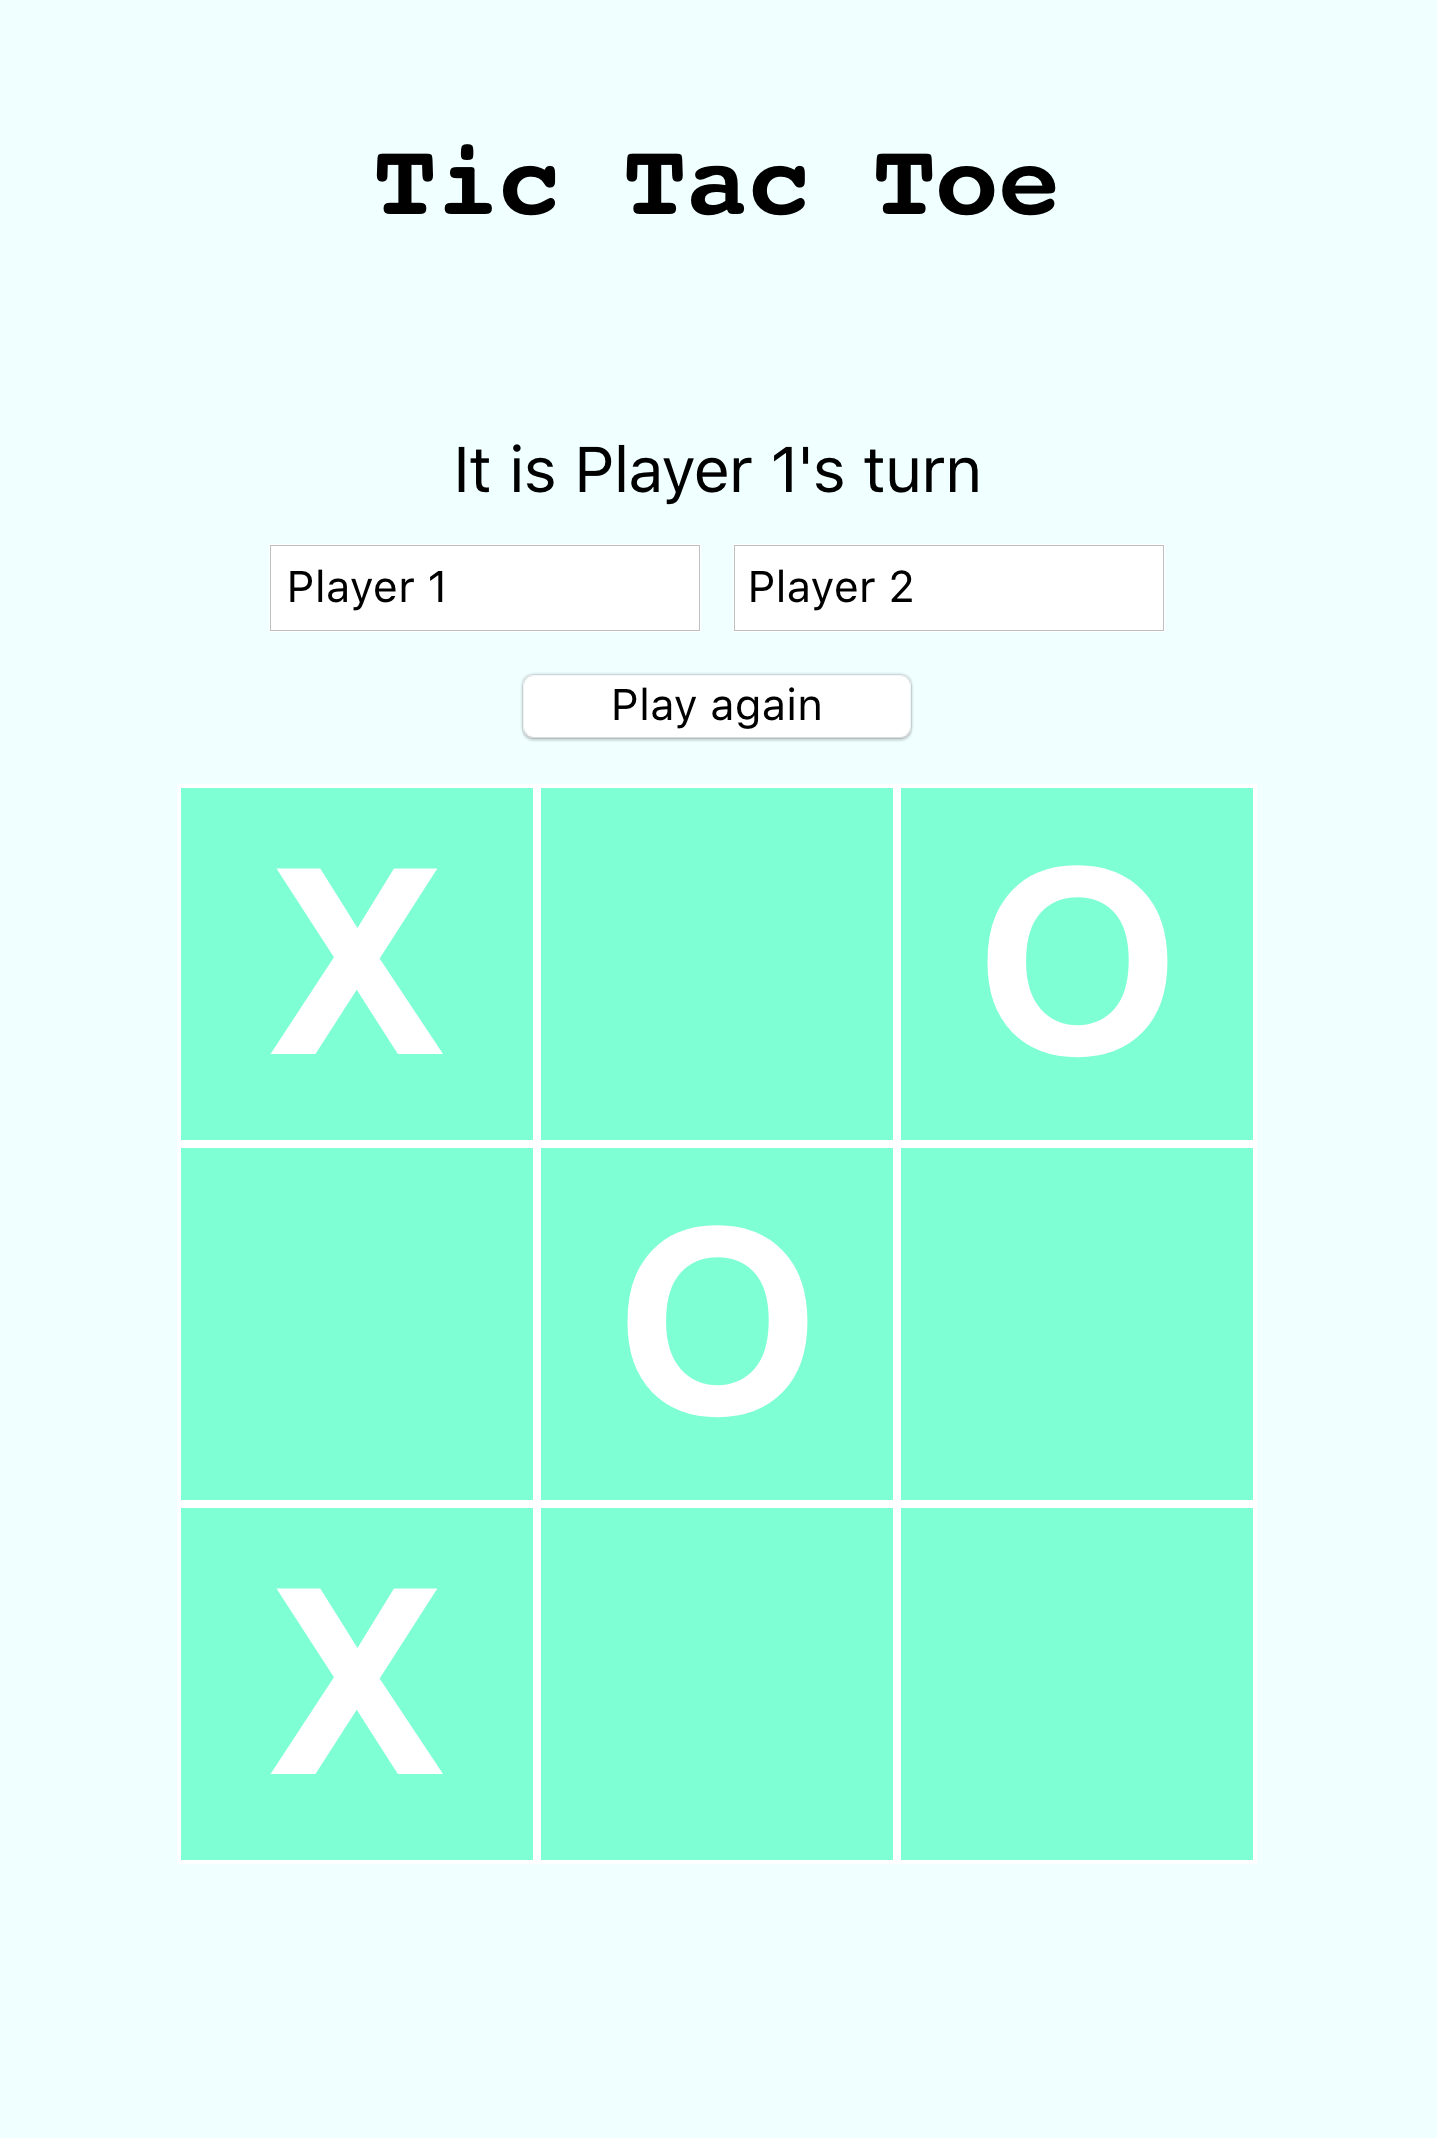 Tic Tac Toe
It is Player 1's turn
Player 1 Player 2
Play again
X O
O
X